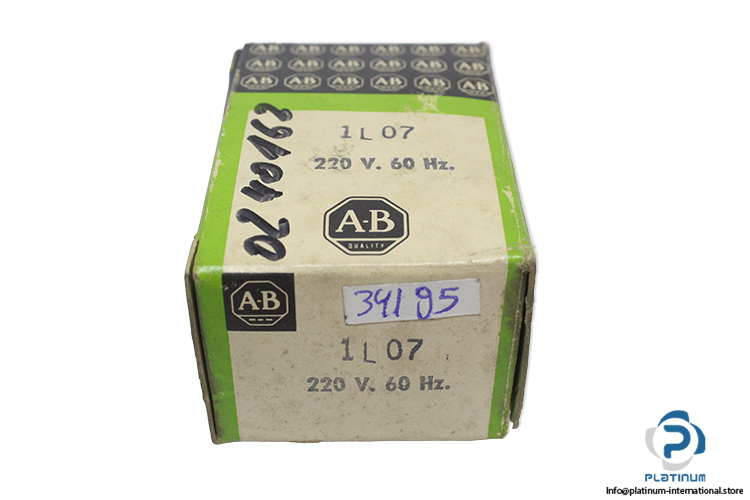 A-B A-B A-B A-B A-B A-B
A-B A-B A-B A-B A-B A-B
A-B A-B A-B A-B A-B A-B
1L07
220 V. 60 Hz.
A-B
QUALITY
A-B
34195
1L07
220 V. 60 Hz.
PLATINUM
Info@platinum-international.store